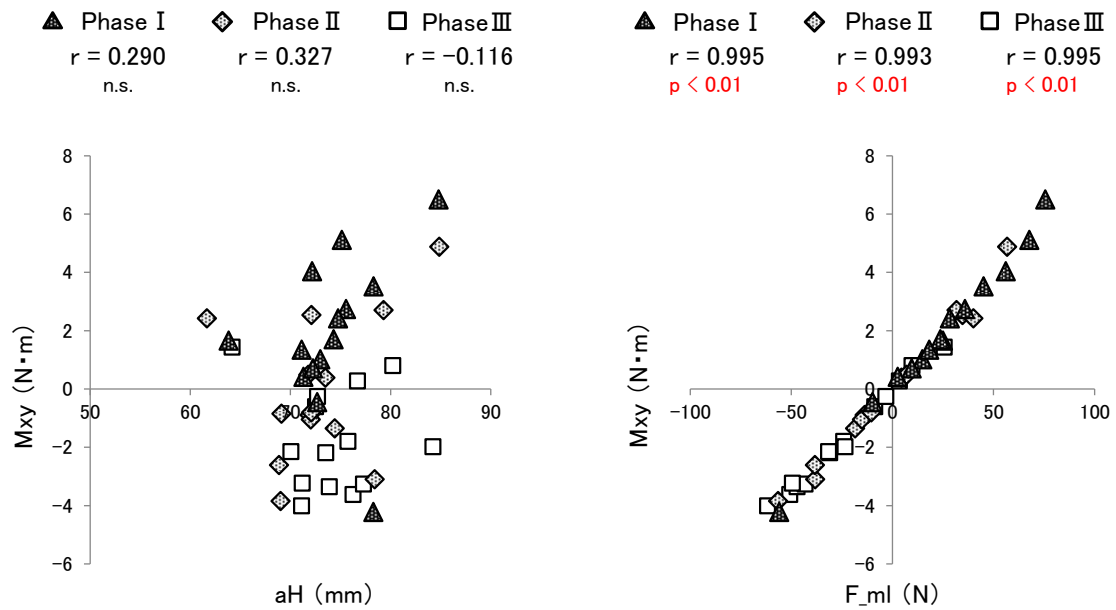 Phase Ⅰ Phase Ⅱ Phase Ⅲ
r = 0.290 r = 0.327 r = −0.116
n.s. n.s. n.s.
8
6
4
2
0
−2
−4
−6
50 60 70 80 90
Mxy (N・m)
aH (mm)
Phase Ⅰ Phase Ⅱ Phase Ⅲ
r = 0.995 r = 0.993 r = 0.995
p < 0.01 p < 0.01 p < 0.01
8
6
4
2
0
−2
−4
−6
−100 −50 0 50 100
Mxy (N・m)
F_ml (N)